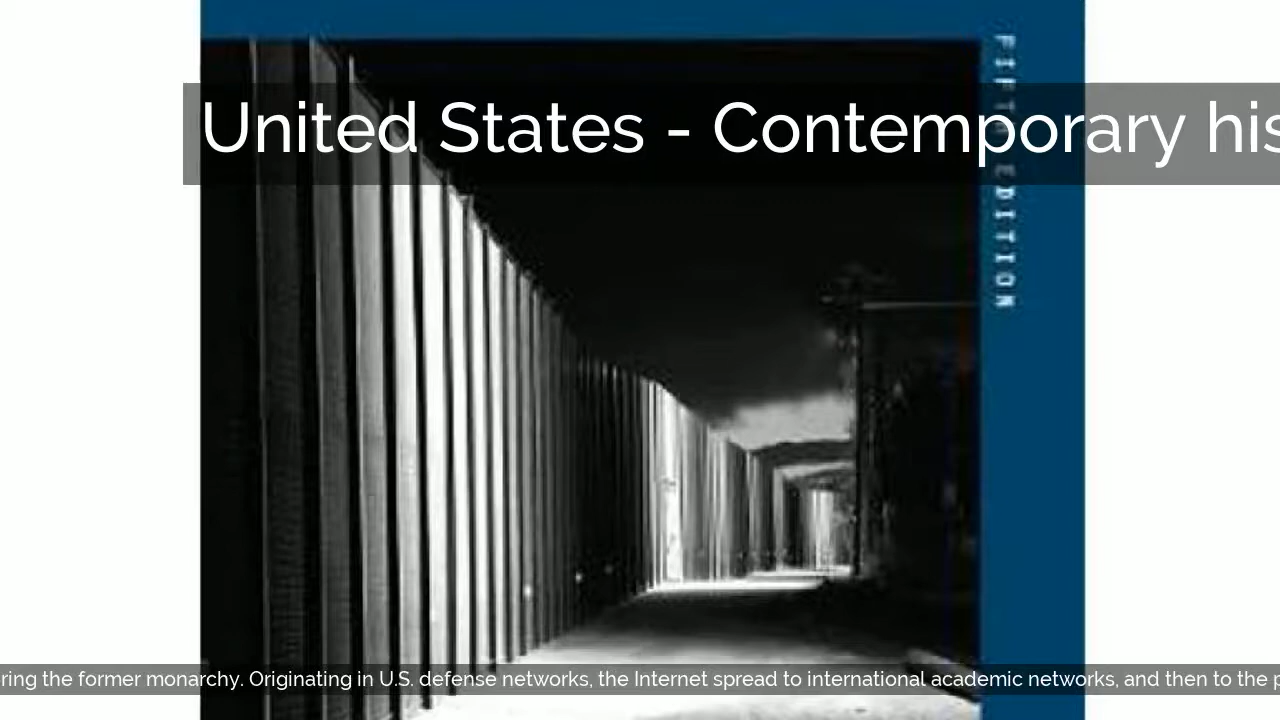 United States - Contemporary his
FIFTH EDITION
ring the former monarchy. Originating in U.S. defense networks, the Internet spread to international academic networks, and then to the p